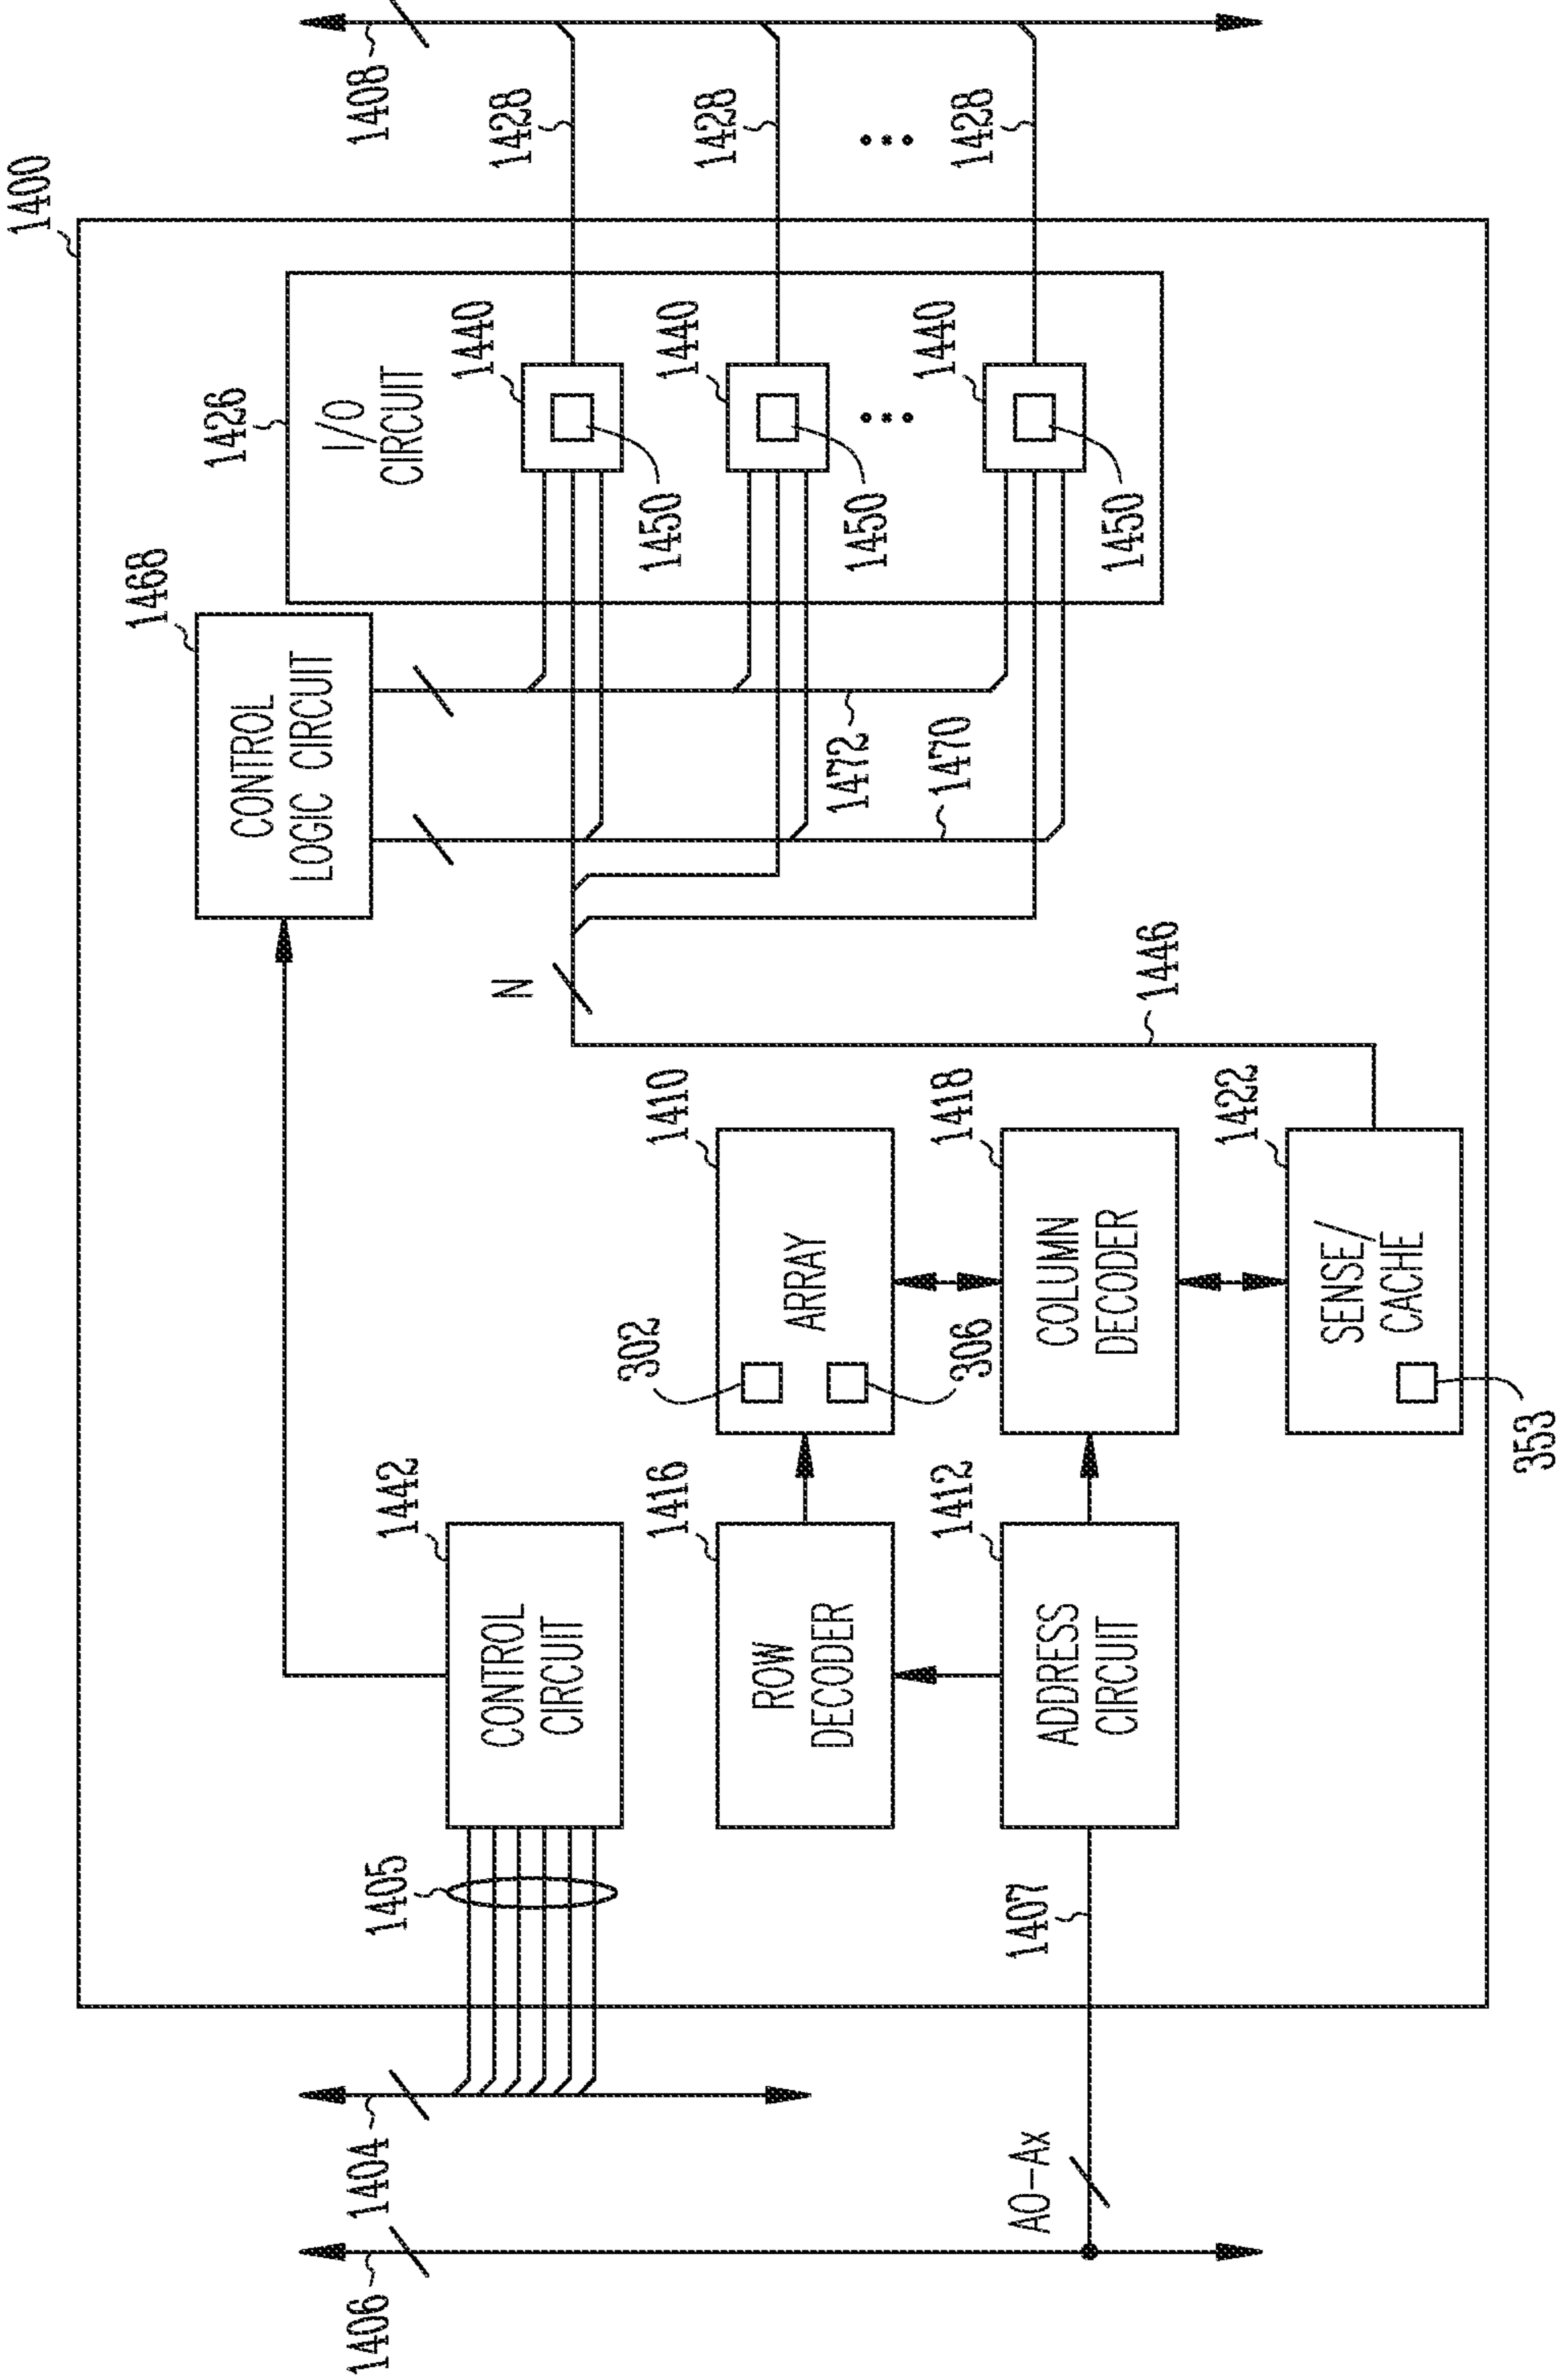 1400
1406
1404
1408
1405
1442
CONTROL
CIRCUIT
1468
CONTROL
LOGIC CIRCUIT
1426
I/O
CIRCUIT
1440
1428
1450
1440
1428
1450
1440
1428
1450
1472
1470
N
1416
ROW
DECODER
302
1410
ARRAY
306
A0-Ax
1407
1412
ADDRESS
CIRCUIT
1418
COLUMN
DECODER
1446
1422
SENSE/
CACHE
353